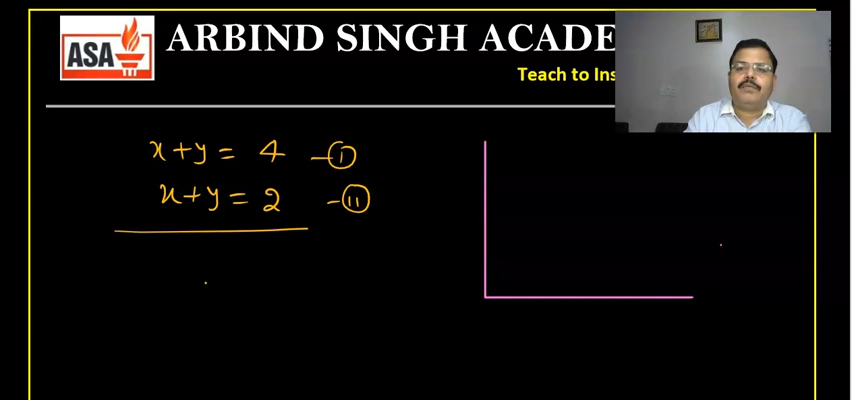 ASA
ARBIND SINGH ACADE
Teach to Ins
x+y = 4 -(I)
x+y = 2 -(II)